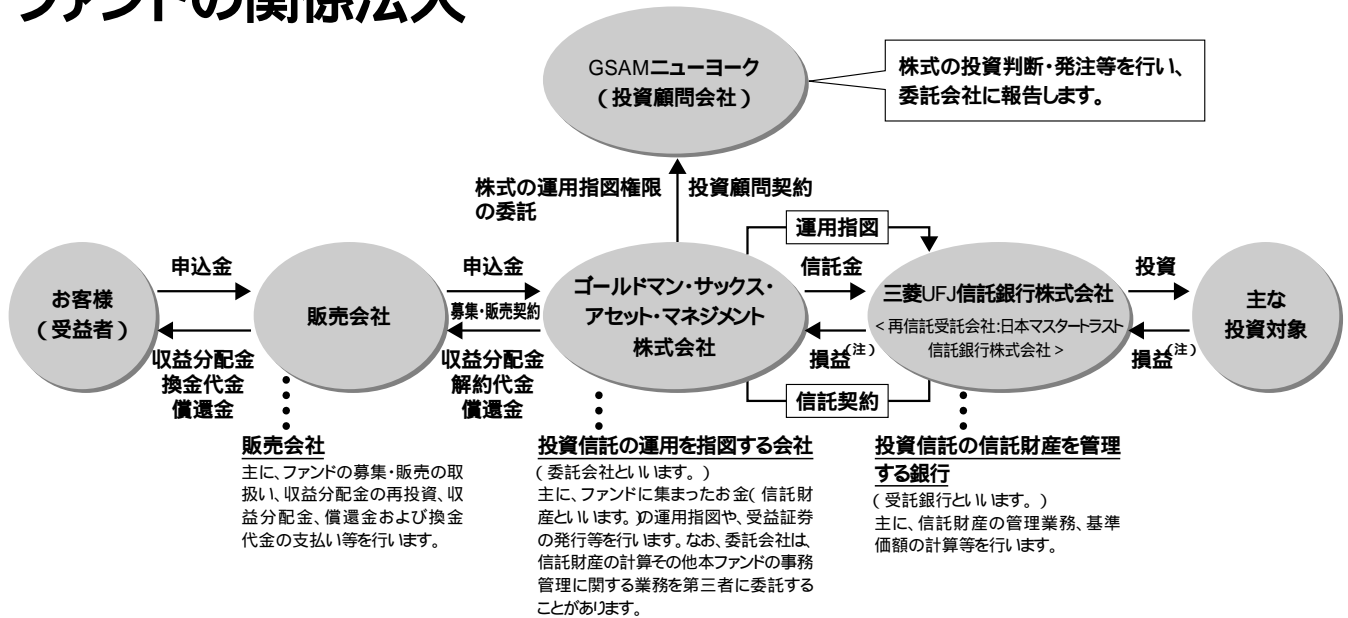 ファンドの関係法人
GSAMニューヨーク
(投資顧問会社)
株式の投資判断・発注等を行い、
委託会社に報告します。
株式の運用指図権限
の委託
投資顧問契約
お客様
(受益者)
申込金
収益分配金
換金代金
償還金
販売会社
申込金
募集・販売契約
収益分配金
解約代金
償還金
ゴールドマン・サックス・
アセット・マネジメント
株式会社
運用指図
信託金
損益(注)
信託契約
三菱UFJ信託銀行株式会社
<再信託受託会社:日本マスタートラスト
信託銀行株式会社>
投資
損益(注)
主な
投資対象
販売会社
主に、ファンドの募集・販売の取
扱い、収益分配金の再投資、収
益分配金、償還金および換金
代金の支払い等を行います。
投資信託の運用を指図する会社
(委託会社といいます。)
主に、ファンドに集まったお金(信託財
産といいます。)の運用指図や、受益証券
の発行等を行います。なお、委託会社は、
信託財産の計算その他本ファンドの事務
管理に関する業務を第三者に委託する
ことがあります。
投資信託の信託財産を管理
する銀行
(受託銀行といいます。)
主に、信託財産の管理業務、基準
価額の計算等を行います。